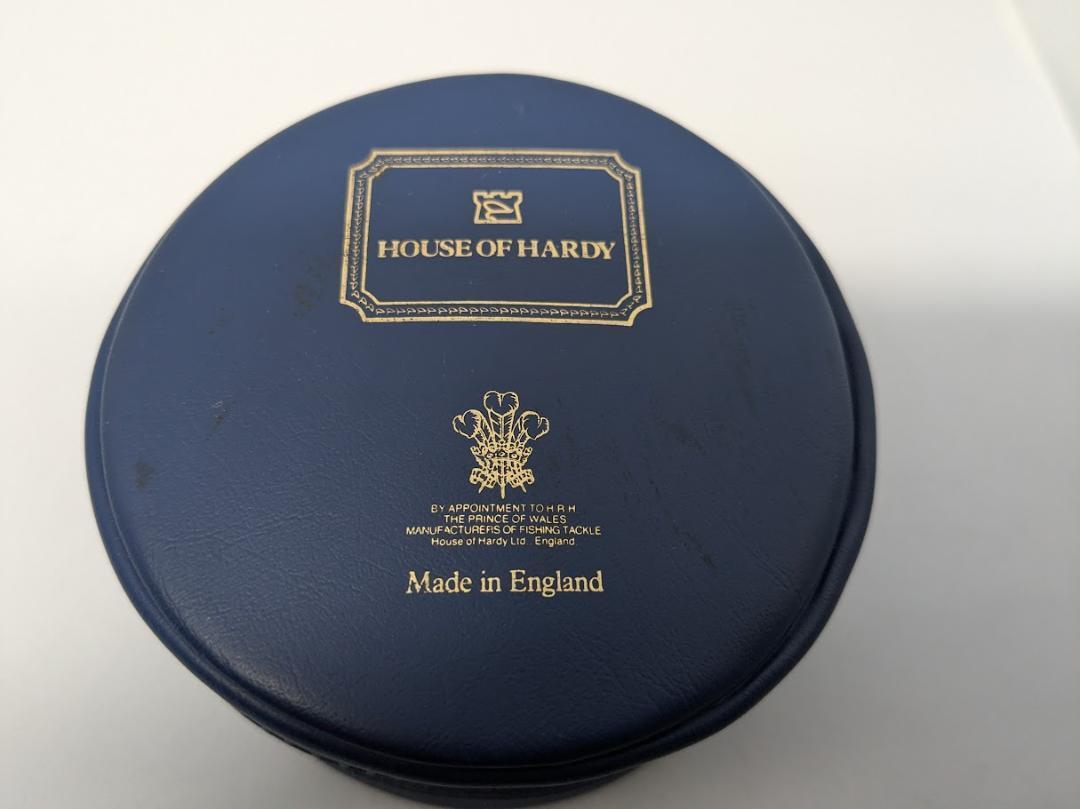 HOUSE OF HARDY
BY APPOINTMENT TO H R H
THE PRINCE OF WALES
MANUFACTURERS OF FISHING TACKLE
House of Hardy Ltd., England.
Made in England